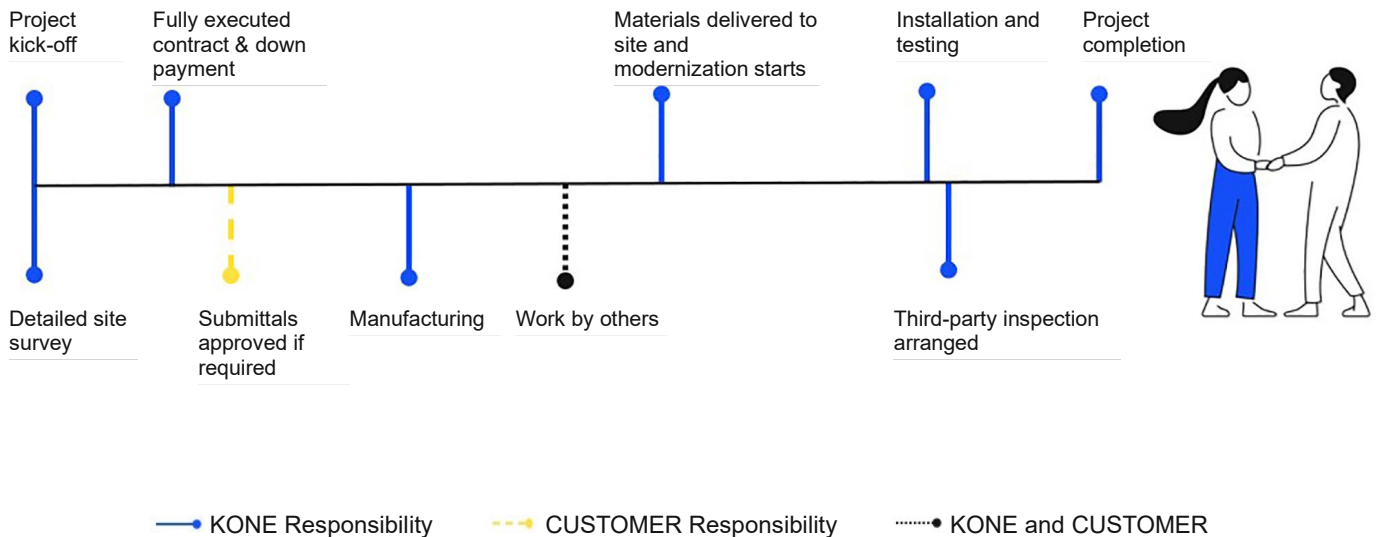 Project
kick-off
Fully executed
contract & down
payment
Materials delivered to
site and
modernization starts
Installation and
testing
Project
completion
Detailed site
survey
Submittals
approved if
required
Manufacturing
Work by others
Third-party inspection
arranged
KONE Responsibility
CUSTOMER Responsibility
KONE and CUSTOMER